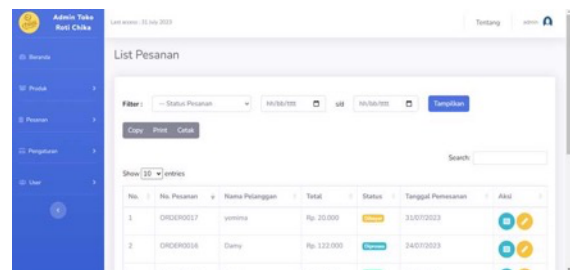 Admin Toko
Roti Chika
Last access : 31 July 2023
Tentang
admin
Beranda
List Pesanan
Produk
Filter :
-- Status Pesanan
hh/bb/tttt
s/d
hh/bb/tttt
Tampilkan
Pesanan
Copy Print Cetak
Pengaturan
Search:
Show 10 entries
User
No. No. Pesanan Nama Pelanggan Total Status Tanggal Pemesanan Aksi
1 ORDER0017 yomima Rp. 20.000 31/07/2023
2 ORDER0016 Damy Rp. 122.000 24/07/2023